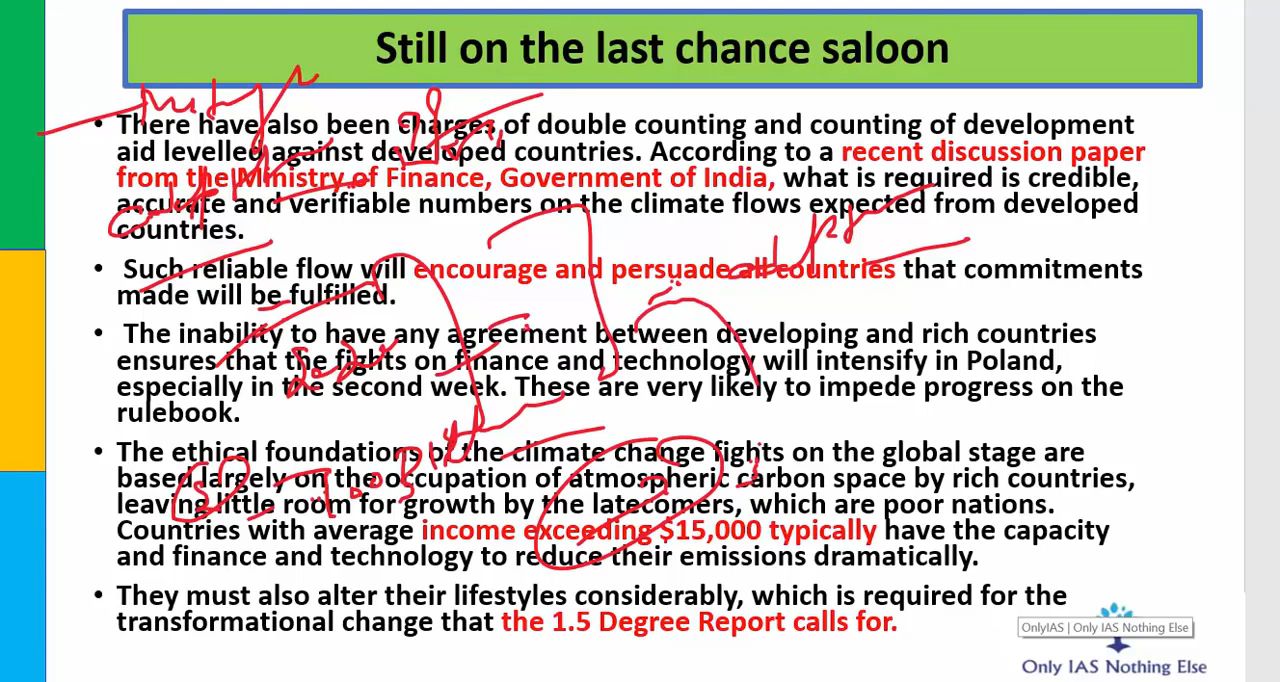 Still on the last chance saloon
• There have also been charges of double counting and counting of development
aid levelled against developed countries. According to a recent discussion paper
from the Ministry of Finance, Government of India, what is required is credible,
accurate and verifiable numbers on the climate flows expected from developed
countries.
• Such reliable flow will encourage and persuade all countries that commitments
made will be fulfilled.
• The inability to have any agreement between developing and rich countries
ensures that the fights on finance and technology will intensify in Poland,
especially in the second week. These are very likely to impede progress on the
rulebook.
• The ethical foundations of the climate change fights on the global stage are
based largely on the occupation of atmospheric carbon space by rich countries,
leaving little room for growth by the latecomers, which are poor nations.
Countries with average income exceeding $15,000 typically have the capacity
and finance and technology to reduce their emissions dramatically.
• They must also alter their lifestyles considerably, which is required for the
transformational change that the 1.5 Degree Report calls for.
OnlyIAS | Only IAS Nothing Else
Only IAS Nothing Else